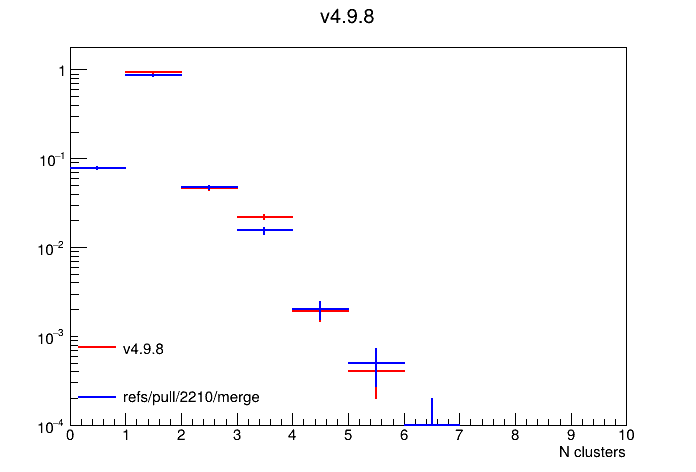 v4.9.8
1
10⁻¹
10⁻²
10⁻³
10⁻⁴
v4.9.8
refs/pull/2210/merge
0 1 2 3 4 5 6 7 8 9 10
N clusters